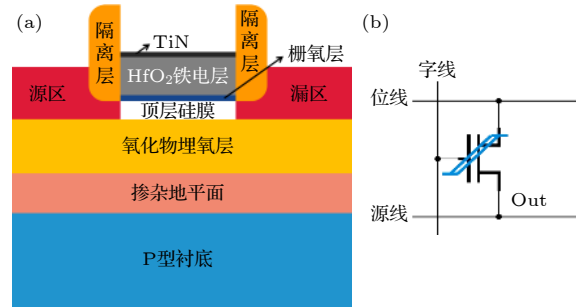 (a)
隔离层
TiN
隔离层
HfO₂铁电层
栅氧层
源区
顶层硅膜
漏区
氧化物埋氧层
掺杂地平面
P型衬底
(b)
字线
位线
Out
源线